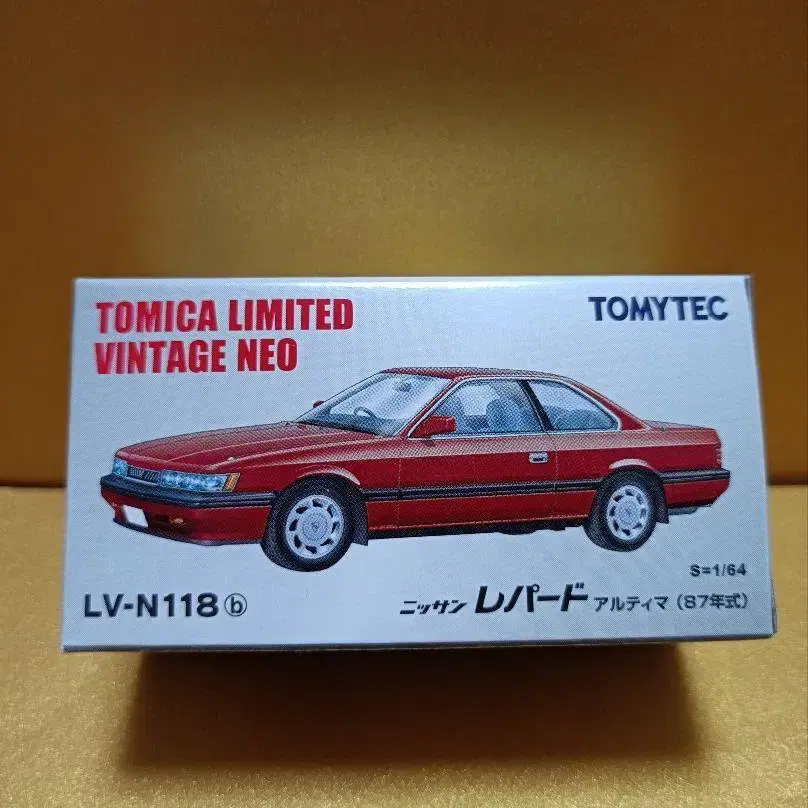 TOMICA LIMITED
VINTAGE NEO
TOMYTEC
S=1/64
LV-N118 ⓑ
ニッサン レパード アルティマ (87年式)